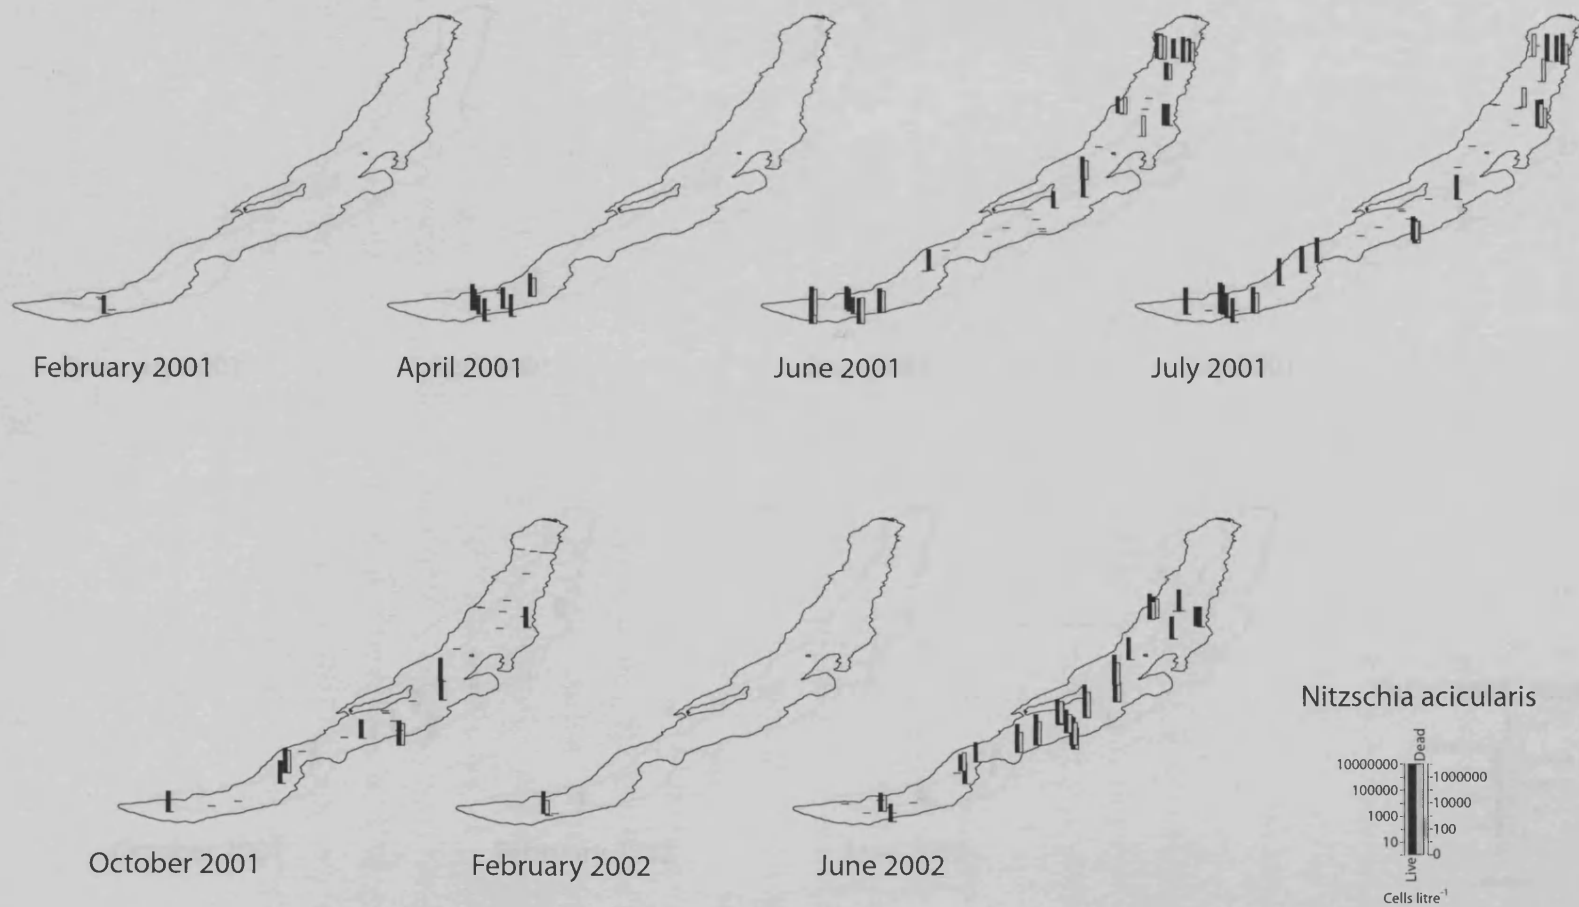 February 2001
April 2001
June 2001
July 2001
October 2001
February 2002
June 2002
Nitzschia acicularis
Dead
10000000
1000000
100000
10000
1000
100
10
0
Live
Cells litre⁻¹